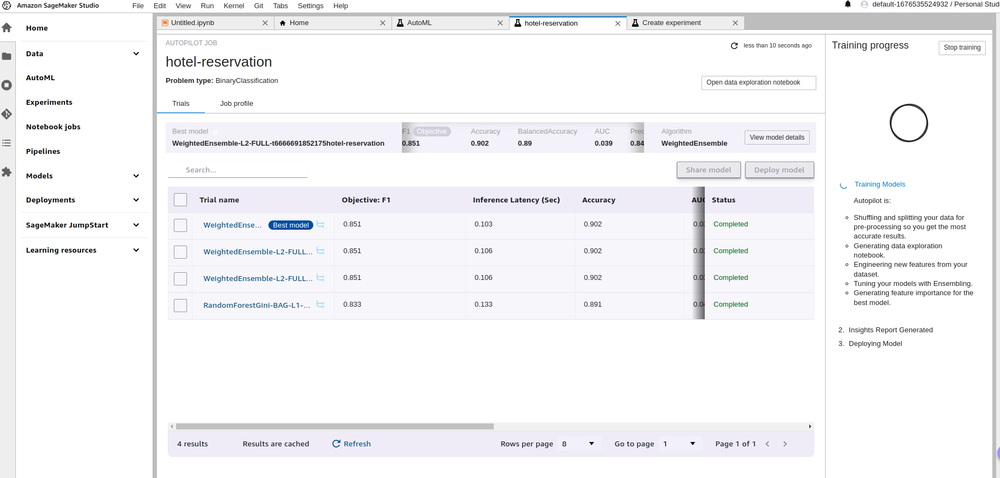 Amazon SageMaker Studio File Edit View Run Kernel Git Tabs Settings Help default-1676535524932 / Personal Studi
Home
Data
AutoML
Experiments
Notebook jobs
Pipelines
Models
Deployments
SageMaker JumpStart
Learning resources
Untitled.ipynb Home AutoML hotel-reservation Create experiment
AUTOPILOT JOB
less than 10 seconds ago
hotel-reservation
Problem type: BinaryClassification
Open data exploration notebook
Trials Job profile
Best model F1 Objective Accuracy BalancedAccuracy AUC Prec Algorithm
WeightedEnsemble-L2-FULL-t6666691852175hotel-reservation 0.851 0.902 0.89 0.039 0.84 WeightedEnsemble
View model details
Search...
Share model Deploy model
Trial name Objective: F1 Inference Latency (Sec) Accuracy AUC Status
WeightedEnse... Best model 0.851 0.103 0.902 0.03 Completed
WeightedEnsemble-L2-FULL... 0.851 0.106 0.902 0.03 Completed
WeightedEnsemble-L2-FULL... 0.851 0.106 0.902 0.03 Completed
RandomForestGini-BAG-L1-... 0.833 0.133 0.891 0.04 Completed
4 results Results are cached Refresh Rows per page 8 Go to page 1 Page 1 of 1
Training progress
Stop training
Training Models
Autopilot is:
Shuffling and splitting your data for
pre-processing so you get the most
accurate results.
Generating data exploration
notebook.
Engineering new features from your
dataset.
Tuning your models with Ensembling.
Generating feature importance for the
best model.
2. Insights Report Generated
3. Deploying Model